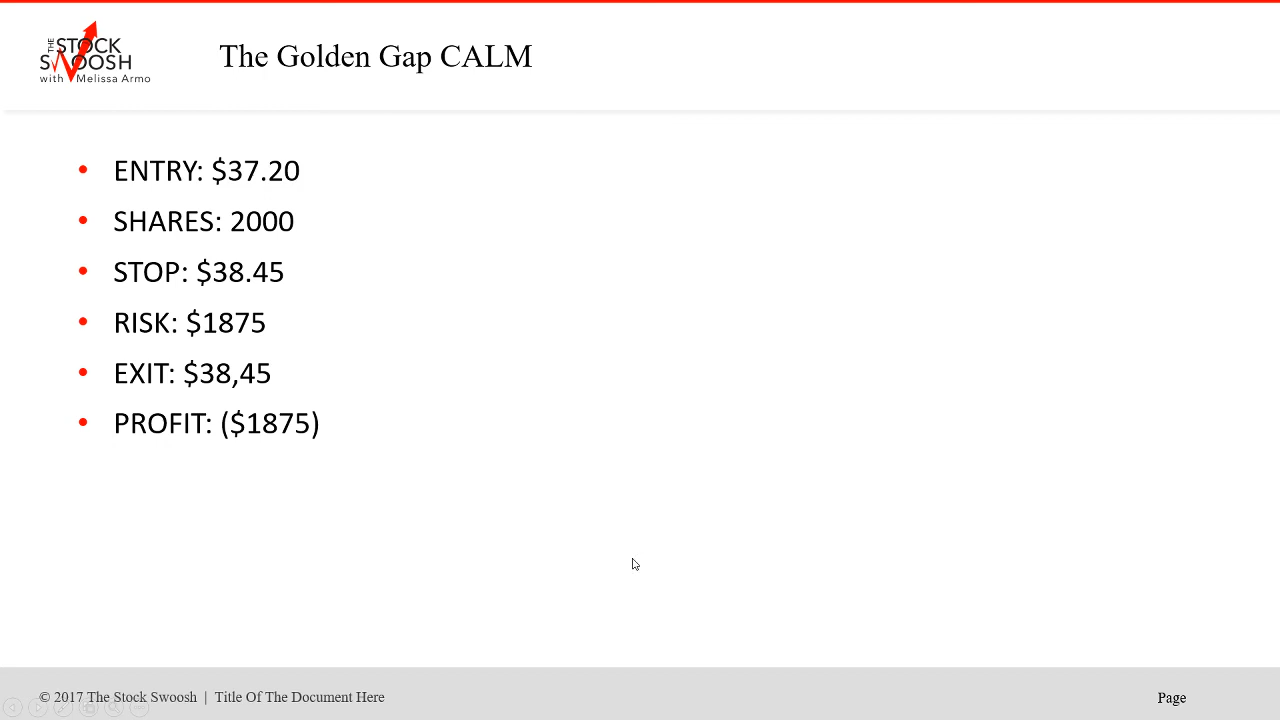 THE
STOCK
SWOOSH
with Melissa Armo
The Golden Gap CALM
• ENTRY: $37.20
• SHARES: 2000
• STOP: $38.45
• RISK: $1875
• EXIT: $38,45
• PROFIT: ($1875)
© 2017 The Stock Swoosh | Title Of The Document Here
Page